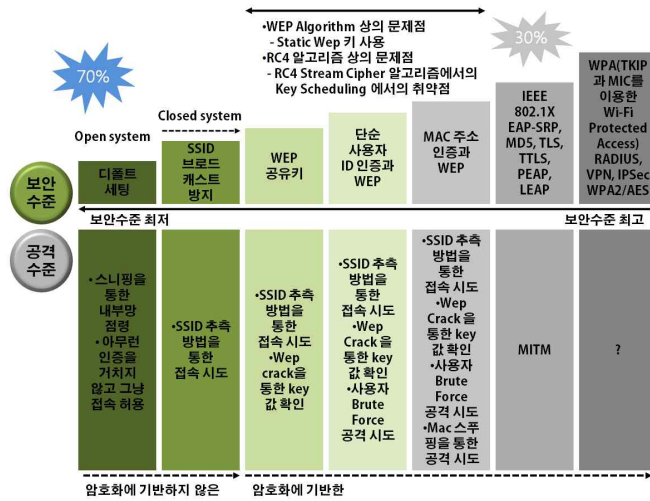 •WEP Algorithm 상의 문제점
- Static Wep 키 사용
•RC4 알고리즘 상의 문제점
- RC4 Stream Cipher 알고리즘에서의
Key Scheduling 에서의 취약점
70%
30%
Open system
Closed system
보안
수준
디폴트
세팅
SSID
브로드
캐스트
방지
WEP
공유키
단순
사용자
ID 인증과
WEP
MAC 주소
인증과
WEP
IEEE
802.1X
EAP-SRP,
MD5, TLS,
TTLS,
PEAP,
LEAP
WPA(TKIP
과 MIC를
이용한
Wi-Fi
Protected
Access)
RADIUS,
VPN, IPSec
WPA2/AES
보안수준 최저
보안수준 최고
공격
수준
•스니핑을
통한
내부망
점령
•아무런
인증을
거치지
않고 그냥
접속 허용
•SSID 추측
방법을
통한
접속 시도
•SSID 추측
방법을
통한
접속 시도
•Wep
crack을
통한 key
값 확인
•SSID 추측
방법을
통한
접속 시도
•Wep
Crack을
통한 key
값 확인
•사용자
Brute
Force
공격 시도
•SSID 추측
방법을
통한
접속 시도
•Wep
Crack 을
통한 key
값 확인
•사용자
Brute
Force
공격 시도
•Mac 스푸
핑을 통한
공격 시도
MITM
?
암호화에 기반하지 않은
암호화에 기반한